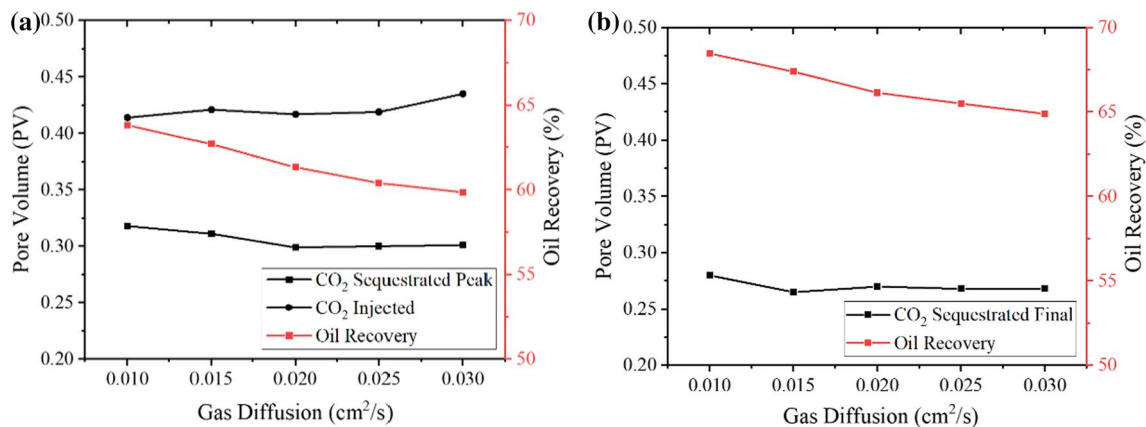 (a)
0.50
0.45
0.40
0.35
0.30
0.25
0.20
Pore Volume (PV)
70
65
60
55
50
Oil Recovery (%)
CO₂ Sequestrated Peak
CO₂ Injected
Oil Recovery
0.010 0.015 0.020 0.025 0.030
Gas Diffusion (cm²/s)
(b)
0.50
0.45
0.40
0.35
0.30
0.25
0.20
Pore Volume (PV)
70
65
60
55
50
Oil Recovery (%)
CO₂ Sequestrated Final
Oil Recovery
0.010 0.015 0.020 0.025 0.030
Gas Diffusion (cm²/s)